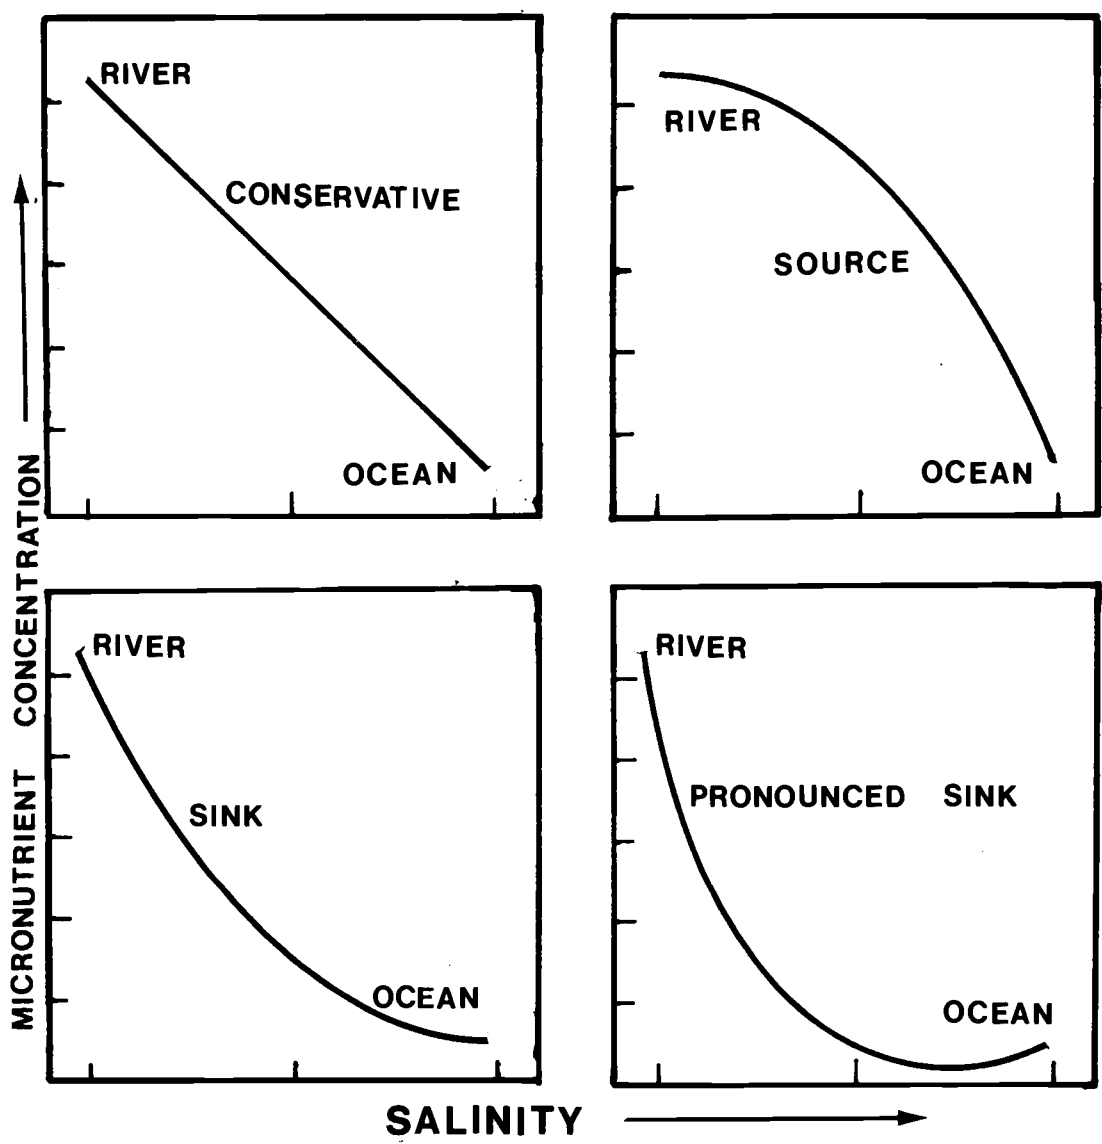 RIVER
CONSERVATIVE
OCEAN
RIVER
SOURCE
OCEAN
RIVER
SINK
OCEAN
RIVER
PRONOUNCED SINK
OCEAN
MICRONUTRIENT CONCENTRATION
SALINITY